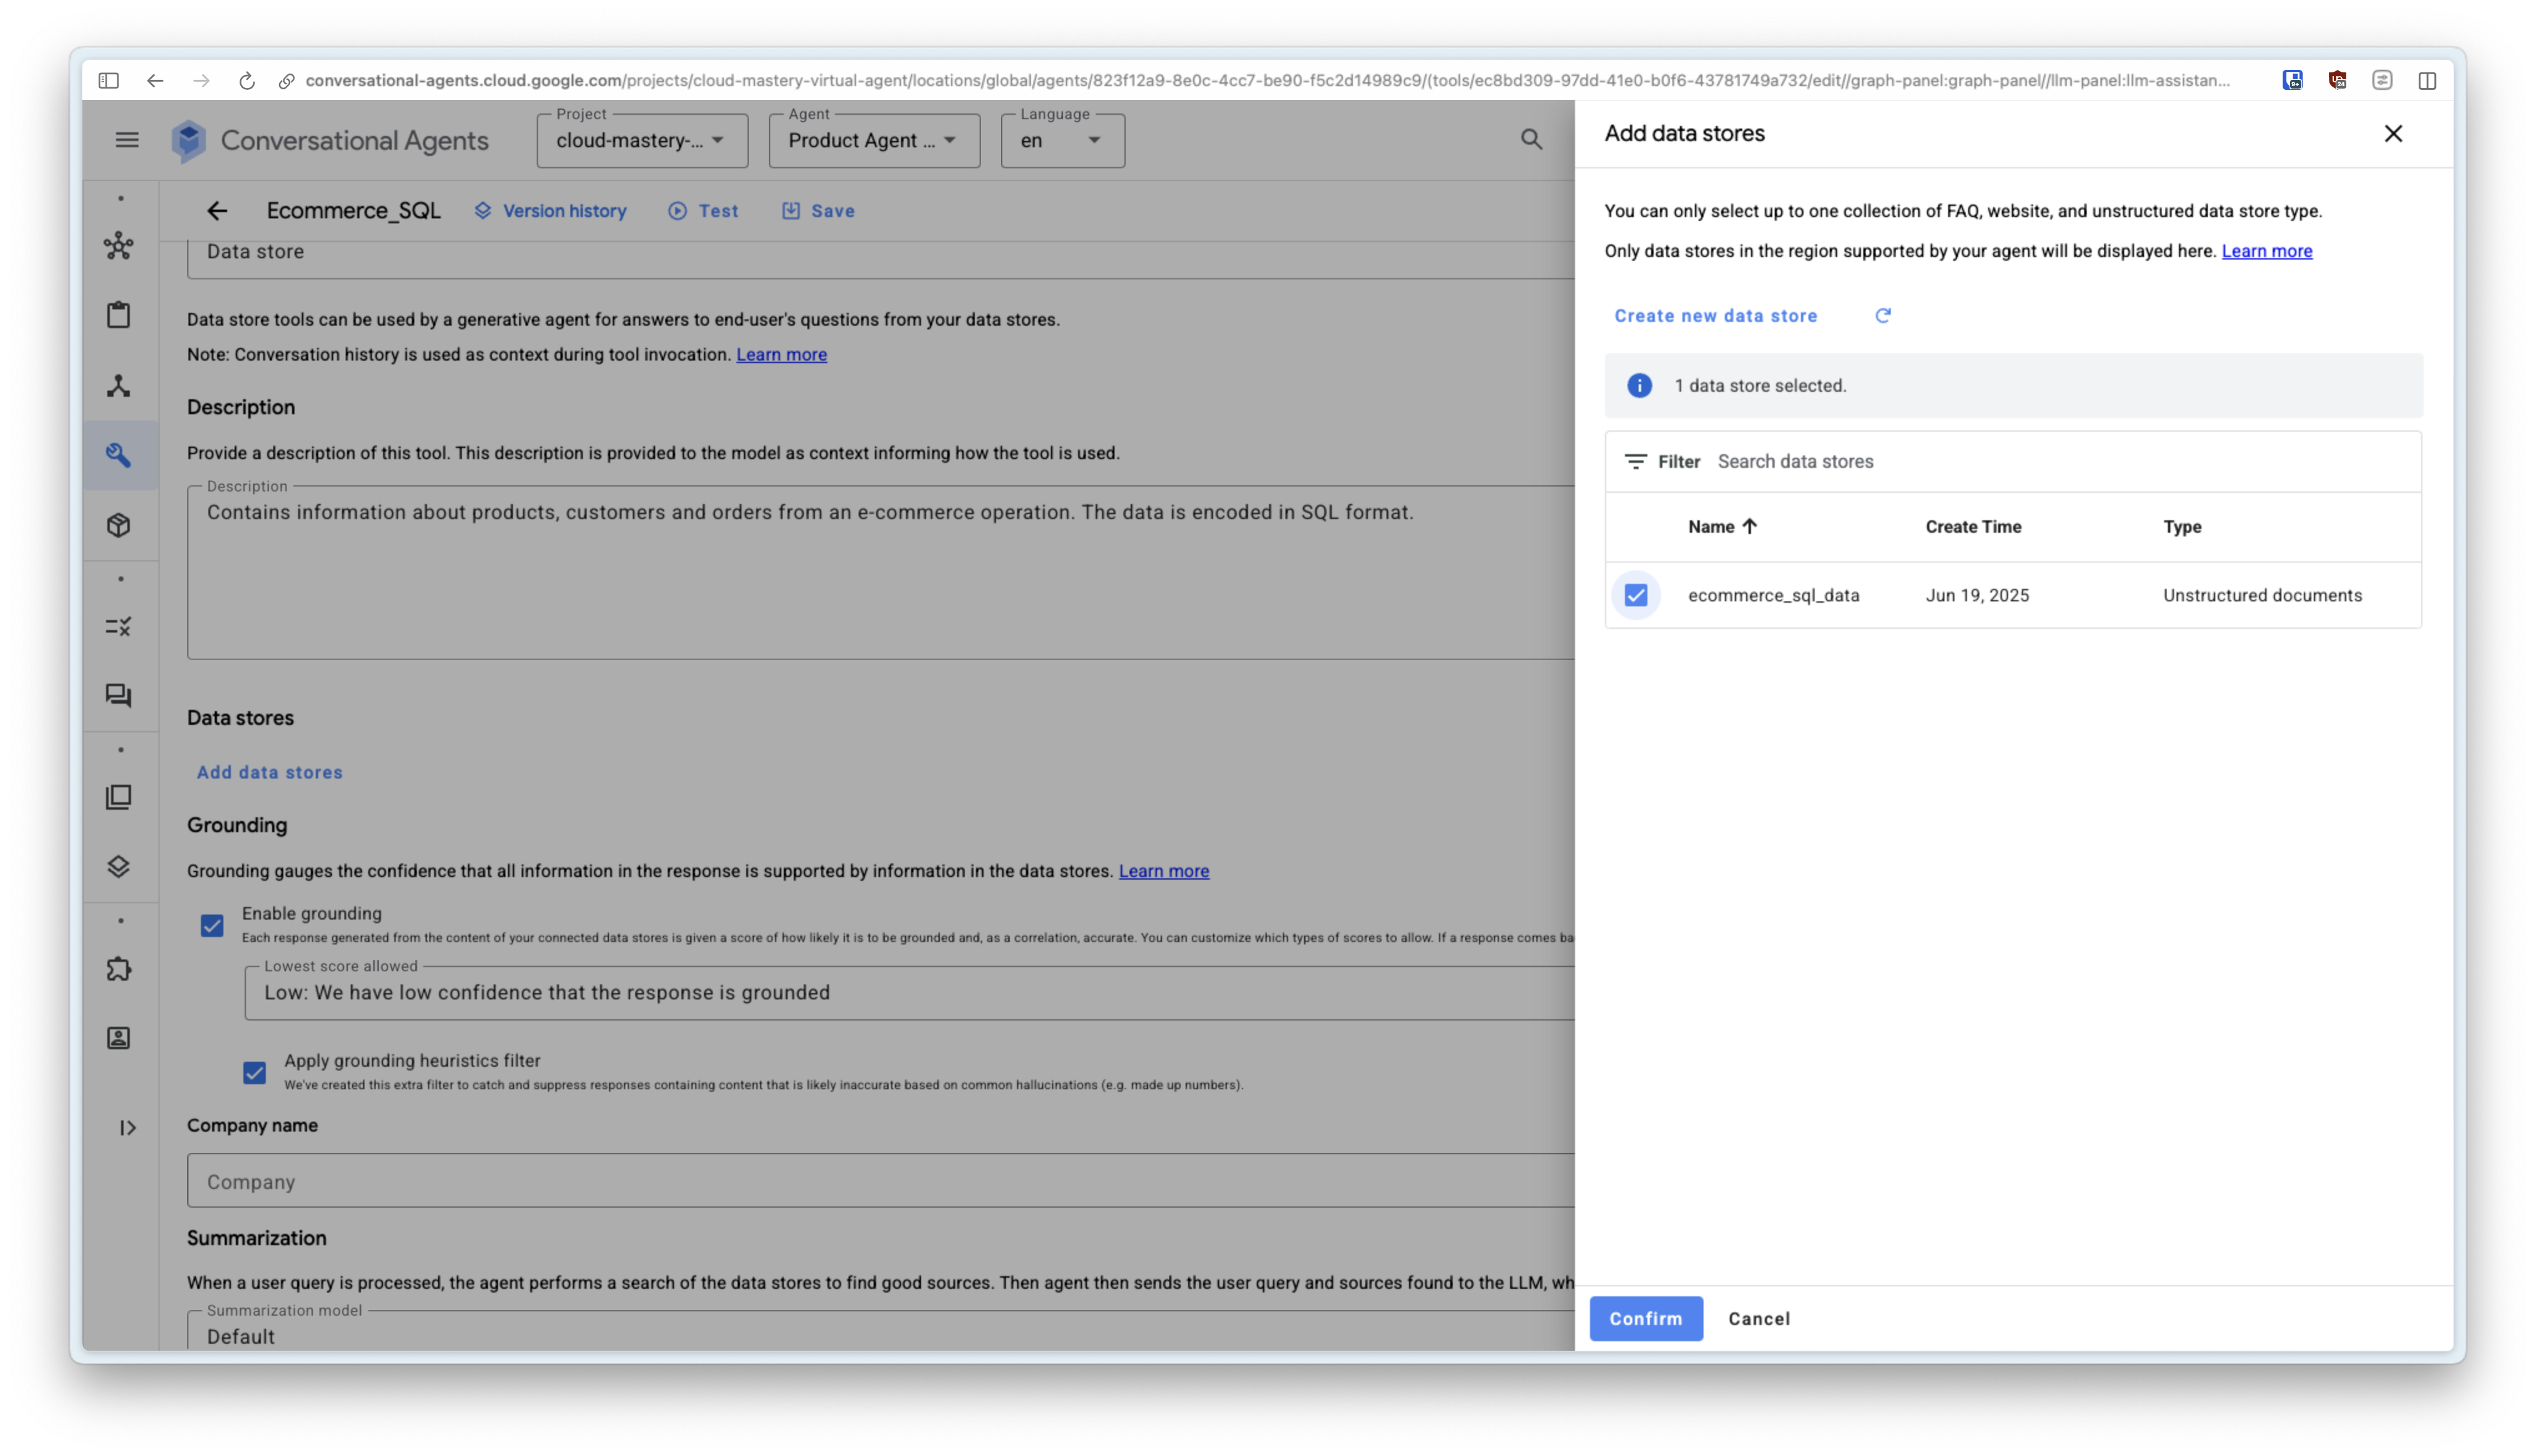 conversational-agents.cloud.google.com/projects/cloud-mastery-virtual-agent/locations/global/agents/823f12a9-8e0c-4cc7-be90-f5c2d14989c9/(tools/ec8bd309-97dd-41e0-b0f6-43781749a732/edit//graph-panel:graph-panel//llm-panel:llm-assistan...
Conversational Agents
Project
cloud-mastery-...
Agent
Product Agent ...
Language
en
Ecommerce_SQL
Version history
Test
Save
Data store
Data store tools can be used by a generative agent for answers to end-user's questions from your data stores.
Note: Conversation history is used as context during tool invocation. Learn more
Description
Provide a description of this tool. This description is provided to the model as context informing how the tool is used.
Description
Contains information about products, customers and orders from an e-commerce operation. The data is encoded in SQL format.
Data stores
Add data stores
Grounding
Grounding gauges the confidence that all information in the response is supported by information in the data stores. Learn more
Enable grounding
Each response generated from the content of your connected data stores is given a score of how likely it is to be grounded and, as a correlation, accurate. You can customize which types of scores to allow. If a response comes ba
Lowest score allowed
Low: We have low confidence that the response is grounded
Apply grounding heuristics filter
We've created this extra filter to catch and suppress responses containing content that is likely inaccurate based on common hallucinations (e.g. made up numbers).
Company name
Company
Summarization
When a user query is processed, the agent performs a search of the data stores to find good sources. Then agent then sends the user query and sources found to the LLM, wh
Summarization model
Default
Add data stores
You can only select up to one collection of FAQ, website, and unstructured data store type.
Only data stores in the region supported by your agent will be displayed here. Learn more
Create new data store
1 data store selected.
Filter Search data stores
Name Create Time Type
ecommerce_sql_data Jun 19, 2025 Unstructured documents
Confirm
Cancel